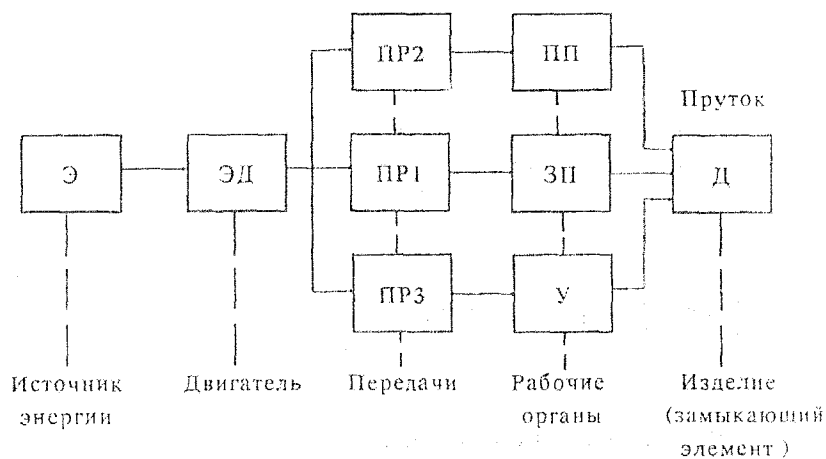 ПР2
ПП
Пруток
Э
ЭД
ПР1
ЗП
Д
ПР3
У
Источник
энергии
Двигатель
Передачи
Рабочие
органы
Изделие
(замыкающий
элемент )